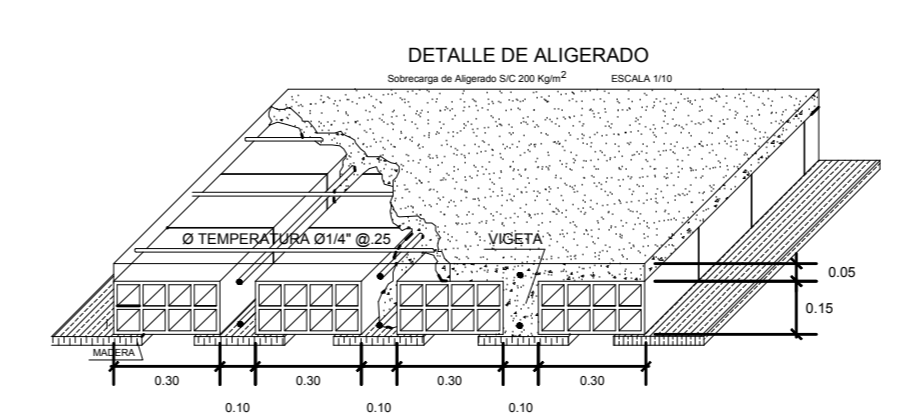 DETALLE DE ALIGERADO
Sobrecarga de Aligerado S/C 200 Kg/m² ESCALA 1/10
Ø TEMPERATURA Ø1/4" @.25 VIGETA
0.05
0.15
MADERA
0.30 0.30 0.30 0.30
0.10 0.10 0.10